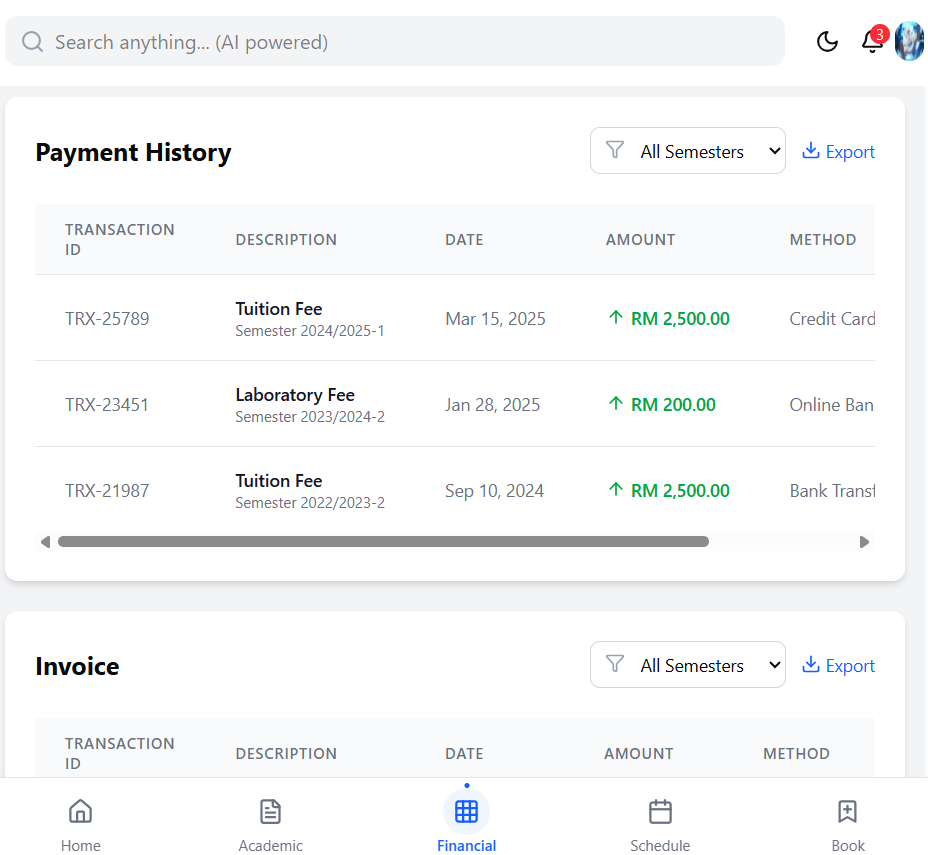 Search anything... (AI powered)
3
Payment History
All Semesters
Export
TRANSACTION ID DESCRIPTION DATE AMOUNT METHOD
TRX-25789 Tuition Fee Mar 15, 2025 RM 2,500.00 Credit Card
Semester 2024/2025-1
TRX-23451 Laboratory Fee Jan 28, 2025 RM 200.00 Online Ban
Semester 2023/2024-2
TRX-21987 Tuition Fee Sep 10, 2024 RM 2,500.00 Bank Transf
Semester 2022/2023-2
Invoice
All Semesters
Export
TRANSACTION ID DESCRIPTION DATE AMOUNT METHOD
Home Academic Financial Schedule Book